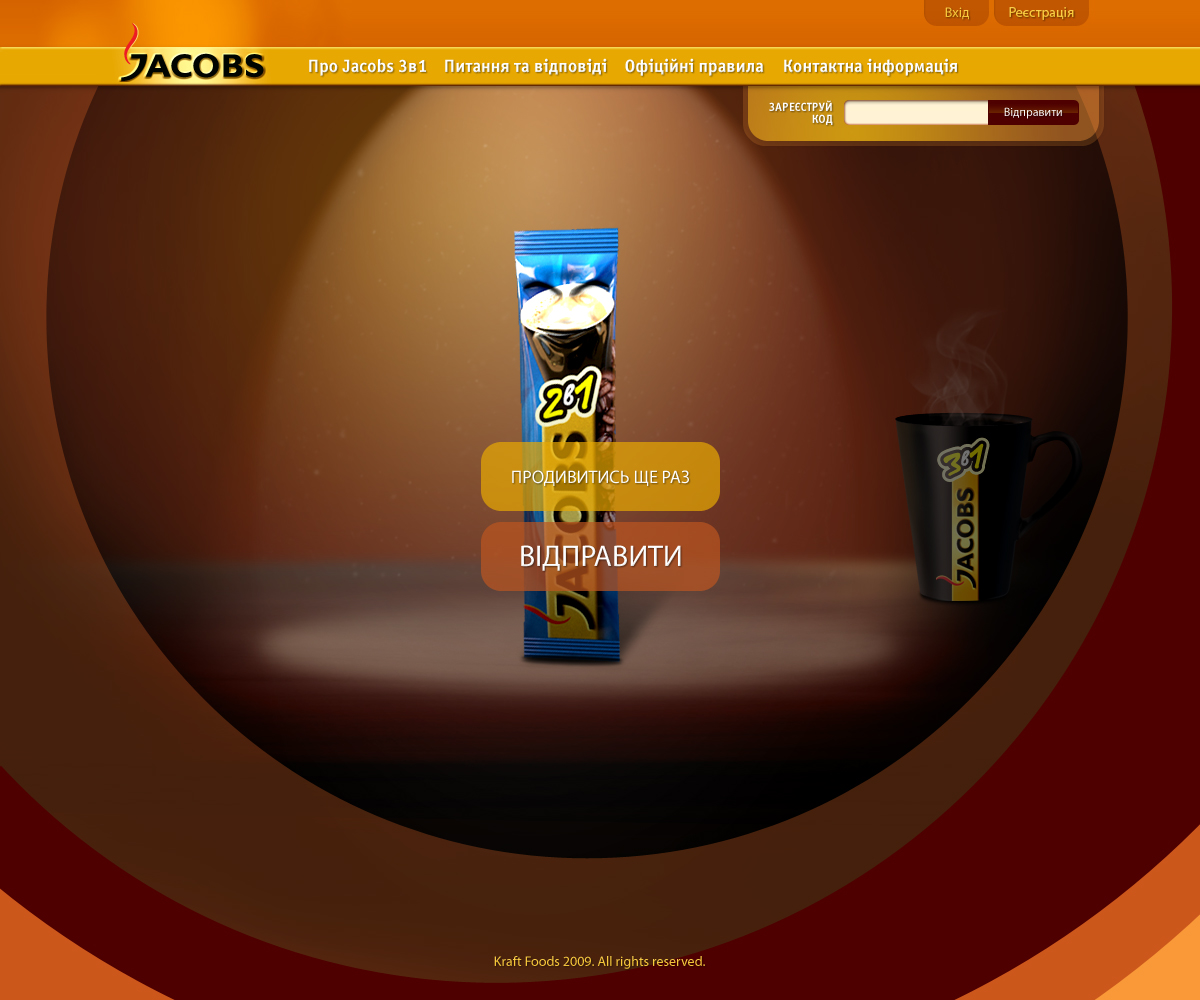 Вхід
Реєстрація
JACOBS
Про Jacobs 3в1
Питання та відповіді
Офіційні правила
Контактна інформація
ЗАРЕЄСТРУЙ
КОД
Відправити
2в1
JACOBS
ПРОДИВИТИСЬ ЩЕ РАЗ
ВІДПРАВИТИ
3в1
JACOBS
Kraft Foods 2009. All rights reserved.